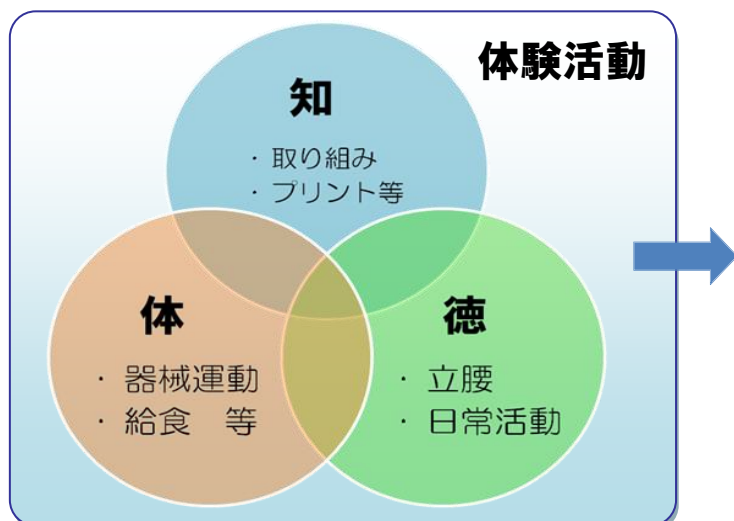 体験活動
知
・取り組み
・プリント等
体
・器械運動
・給食　等
徳
・立腰
・日常活動